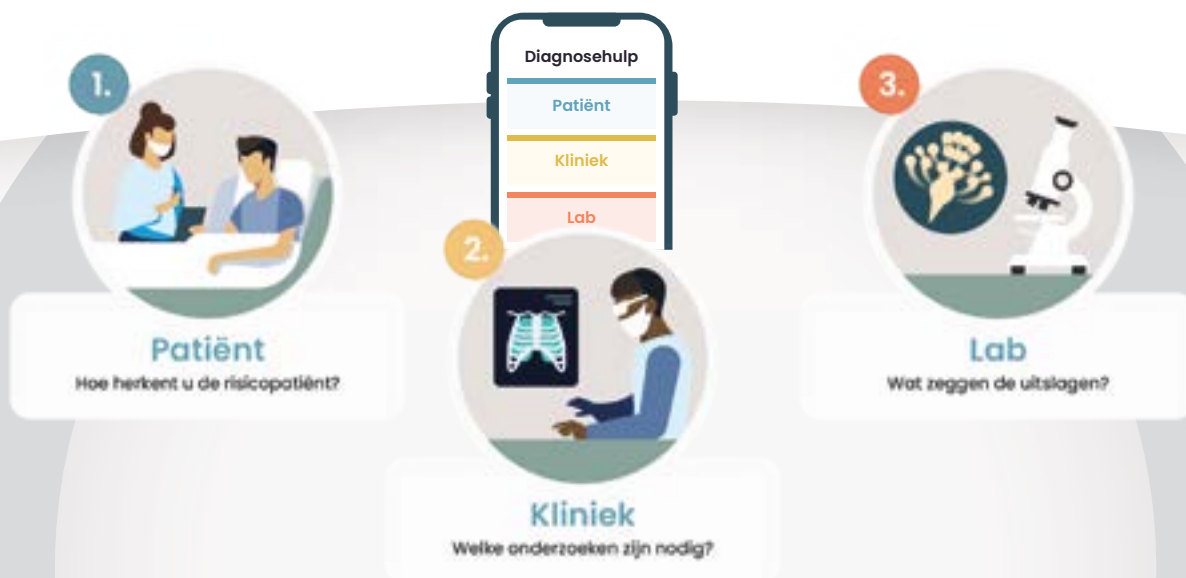 Diagnosehulp
Patiënt
Kliniek
Lab
1.
Patiënt
Hoe herkent u de risicopatiënt?
2.
Kliniek
Welke onderzoeken zijn nodig?
3.
Lab
Wat zeggen de uitslagen?